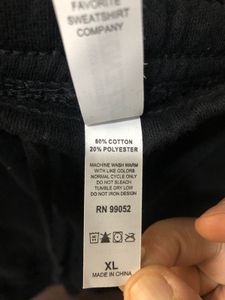 FAVORITE
SWEATSHIRT
COMPANY
80% COTTON
20% POLYESTER
MACHINE WASH WARM
WITH LIKE COLORS
NORMAL CYCLE ONLY
DO NOT BLEACH
TUMBLE DRY LOW
DO NOT IRON DESIGN
RN 99052
XL
MADE IN CHINA